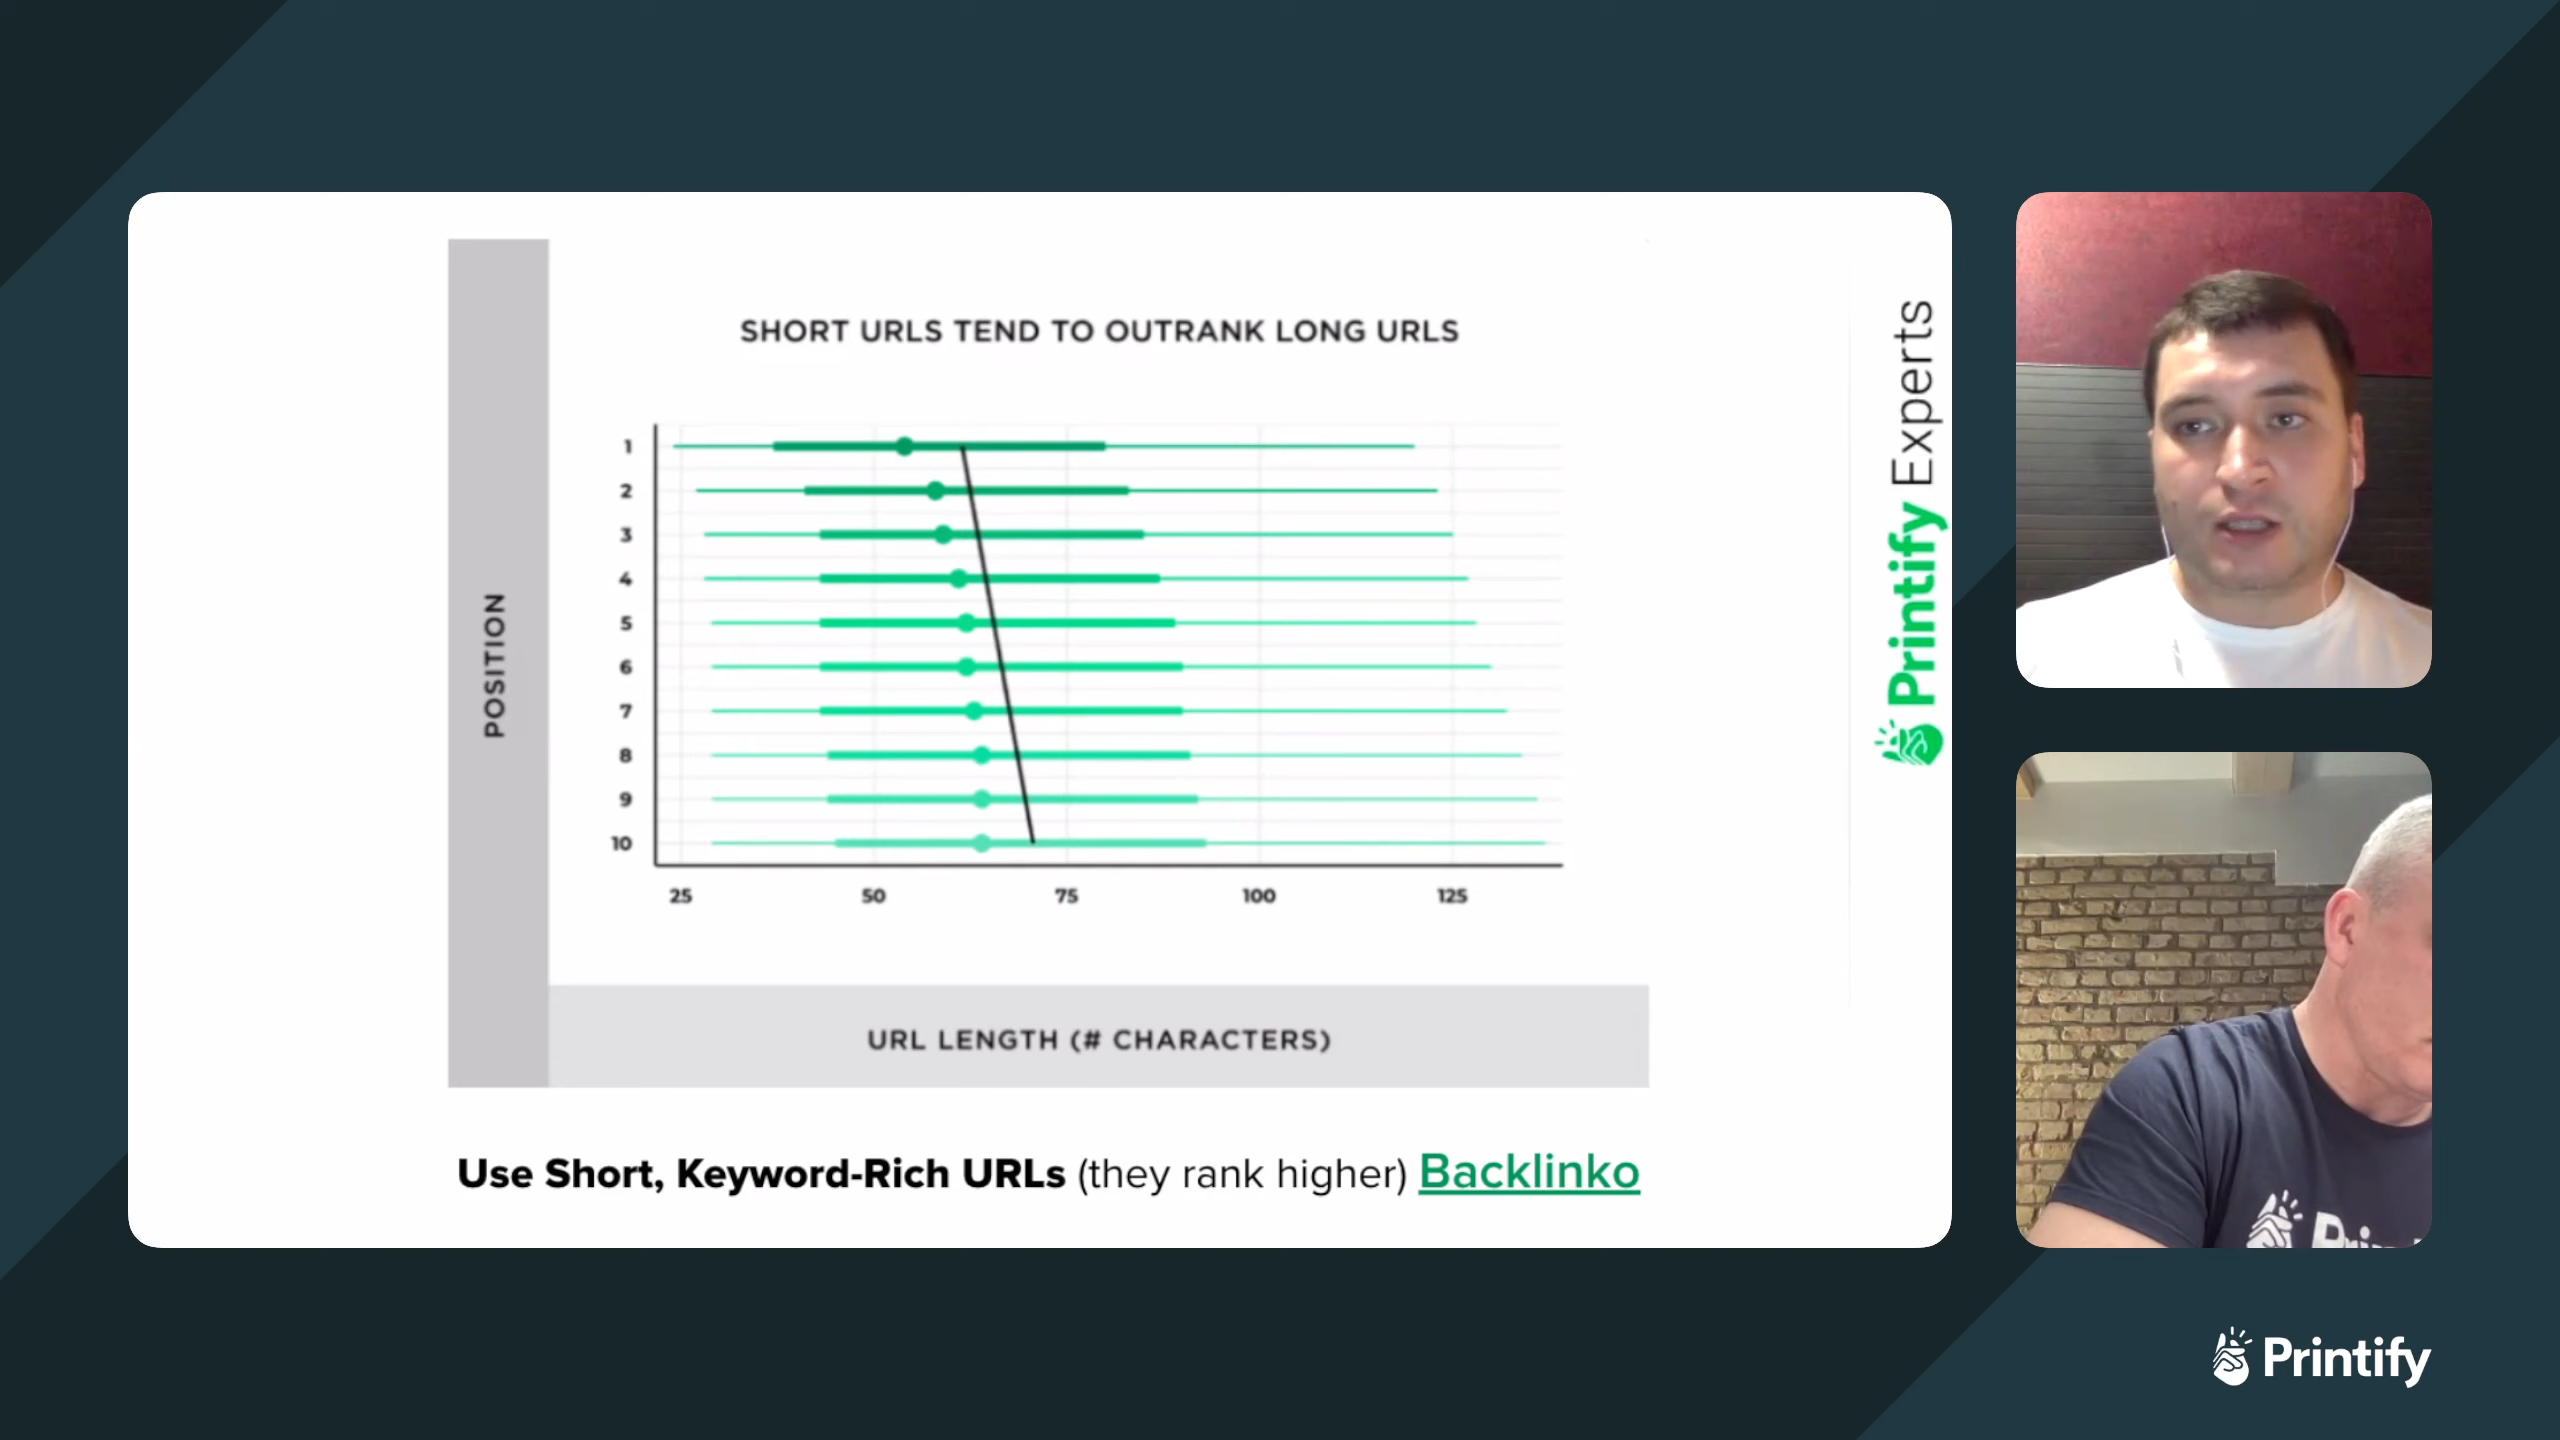 SHORT URLS TEND TO OUTRANK LONG URLS
POSITION
1
2
3
4
5
6
7
8
9
10
25 50 75 100 125
URL LENGTH (# CHARACTERS)
Use Short, Keyword-Rich URLs (they rank higher) Backlinko
Printify Experts
Printify